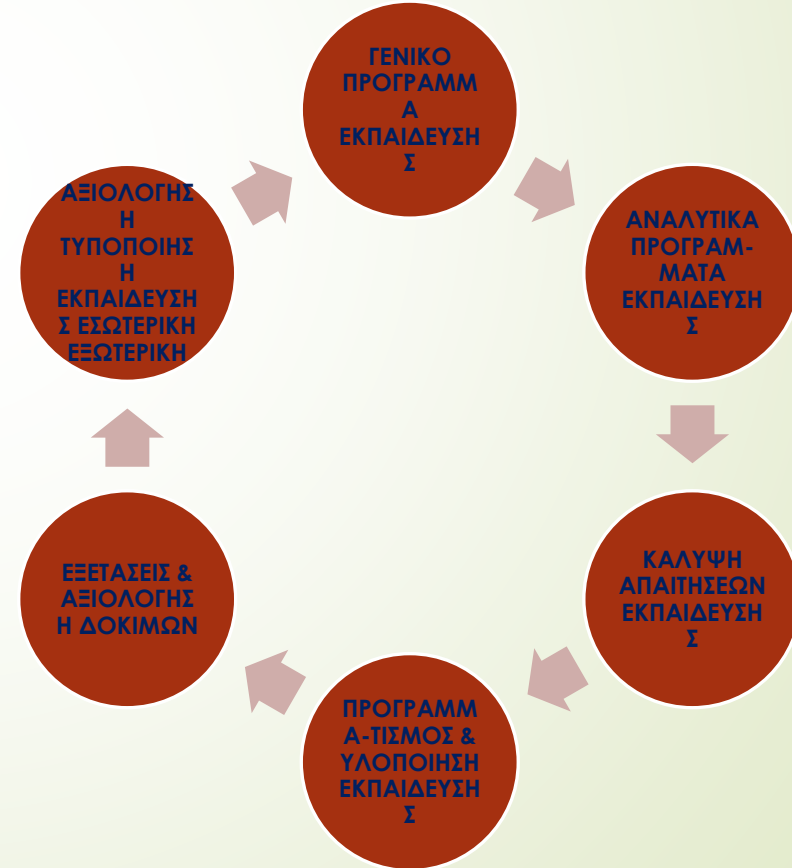 ΓΕΝΙΚΟ
ΠΡΟΓΡΑΜΜ
Α
ΕΚΠΑΙΔΕΥΣΗ
Σ
ΑΝΑΛΥΤΙΚΑ
ΠΡΟΓΡΑΜ-
ΜΑΤΑ
ΕΚΠΑΙΔΕΥΣΗ
Σ
ΚΑΛΥΨΗ
ΑΠΑΙΤΗΣΕΩΝ
ΕΚΠΑΙΔΕΥΣΗ
Σ
ΠΡΟΓΡΑΜΜ
Α-ΤΙΣΜΟΣ &
ΥΛΟΠΟΙΗΣΗ
ΕΚΠΑΙΔΕΥΣΗ
Σ
ΕΞΕΤΑΣΕΙΣ &
ΑΞΙΟΛΟΓΗΣ
Η ΔΟΚΙΜΩΝ
ΑΞΙΟΛΟΓΗΣ
Η
ΤΥΠΟΠΟΙΗΣ
Η
ΕΚΠΑΙΔΕΥΣΗ
Σ ΕΣΩΤΕΡΙΚΗ
ΕΞΩΤΕΡΙΚΗ